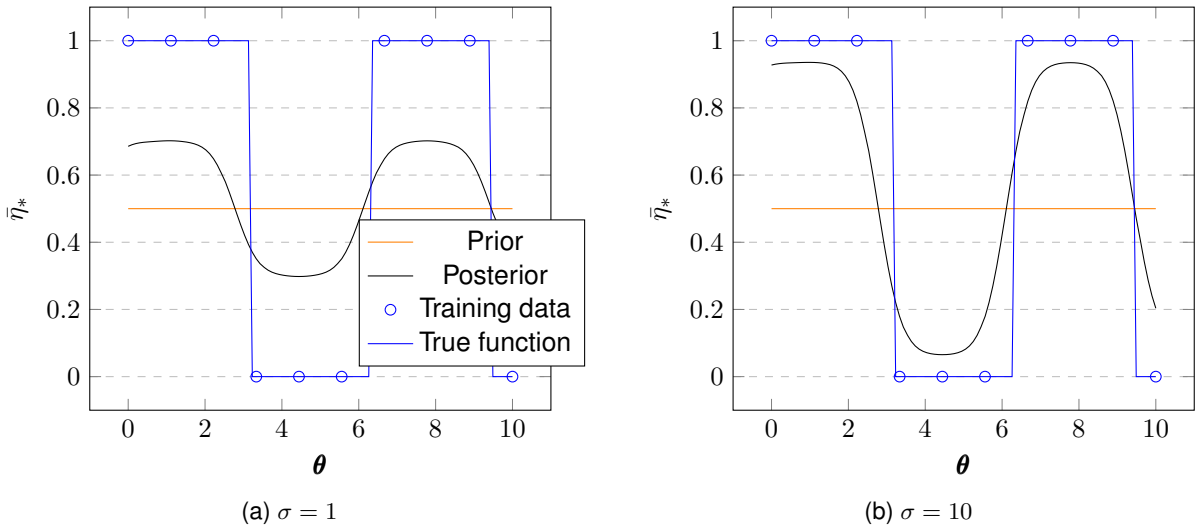 1
0.8
0.6
0.4
0.2
0
η̄*
0 2 4 6 8 10
θ
Prior
Posterior
Training data
True function
(a) σ = 1
1
0.8
0.6
0.4
0.2
0
η̄*
0 2 4 6 8 10
θ
(b) σ = 10